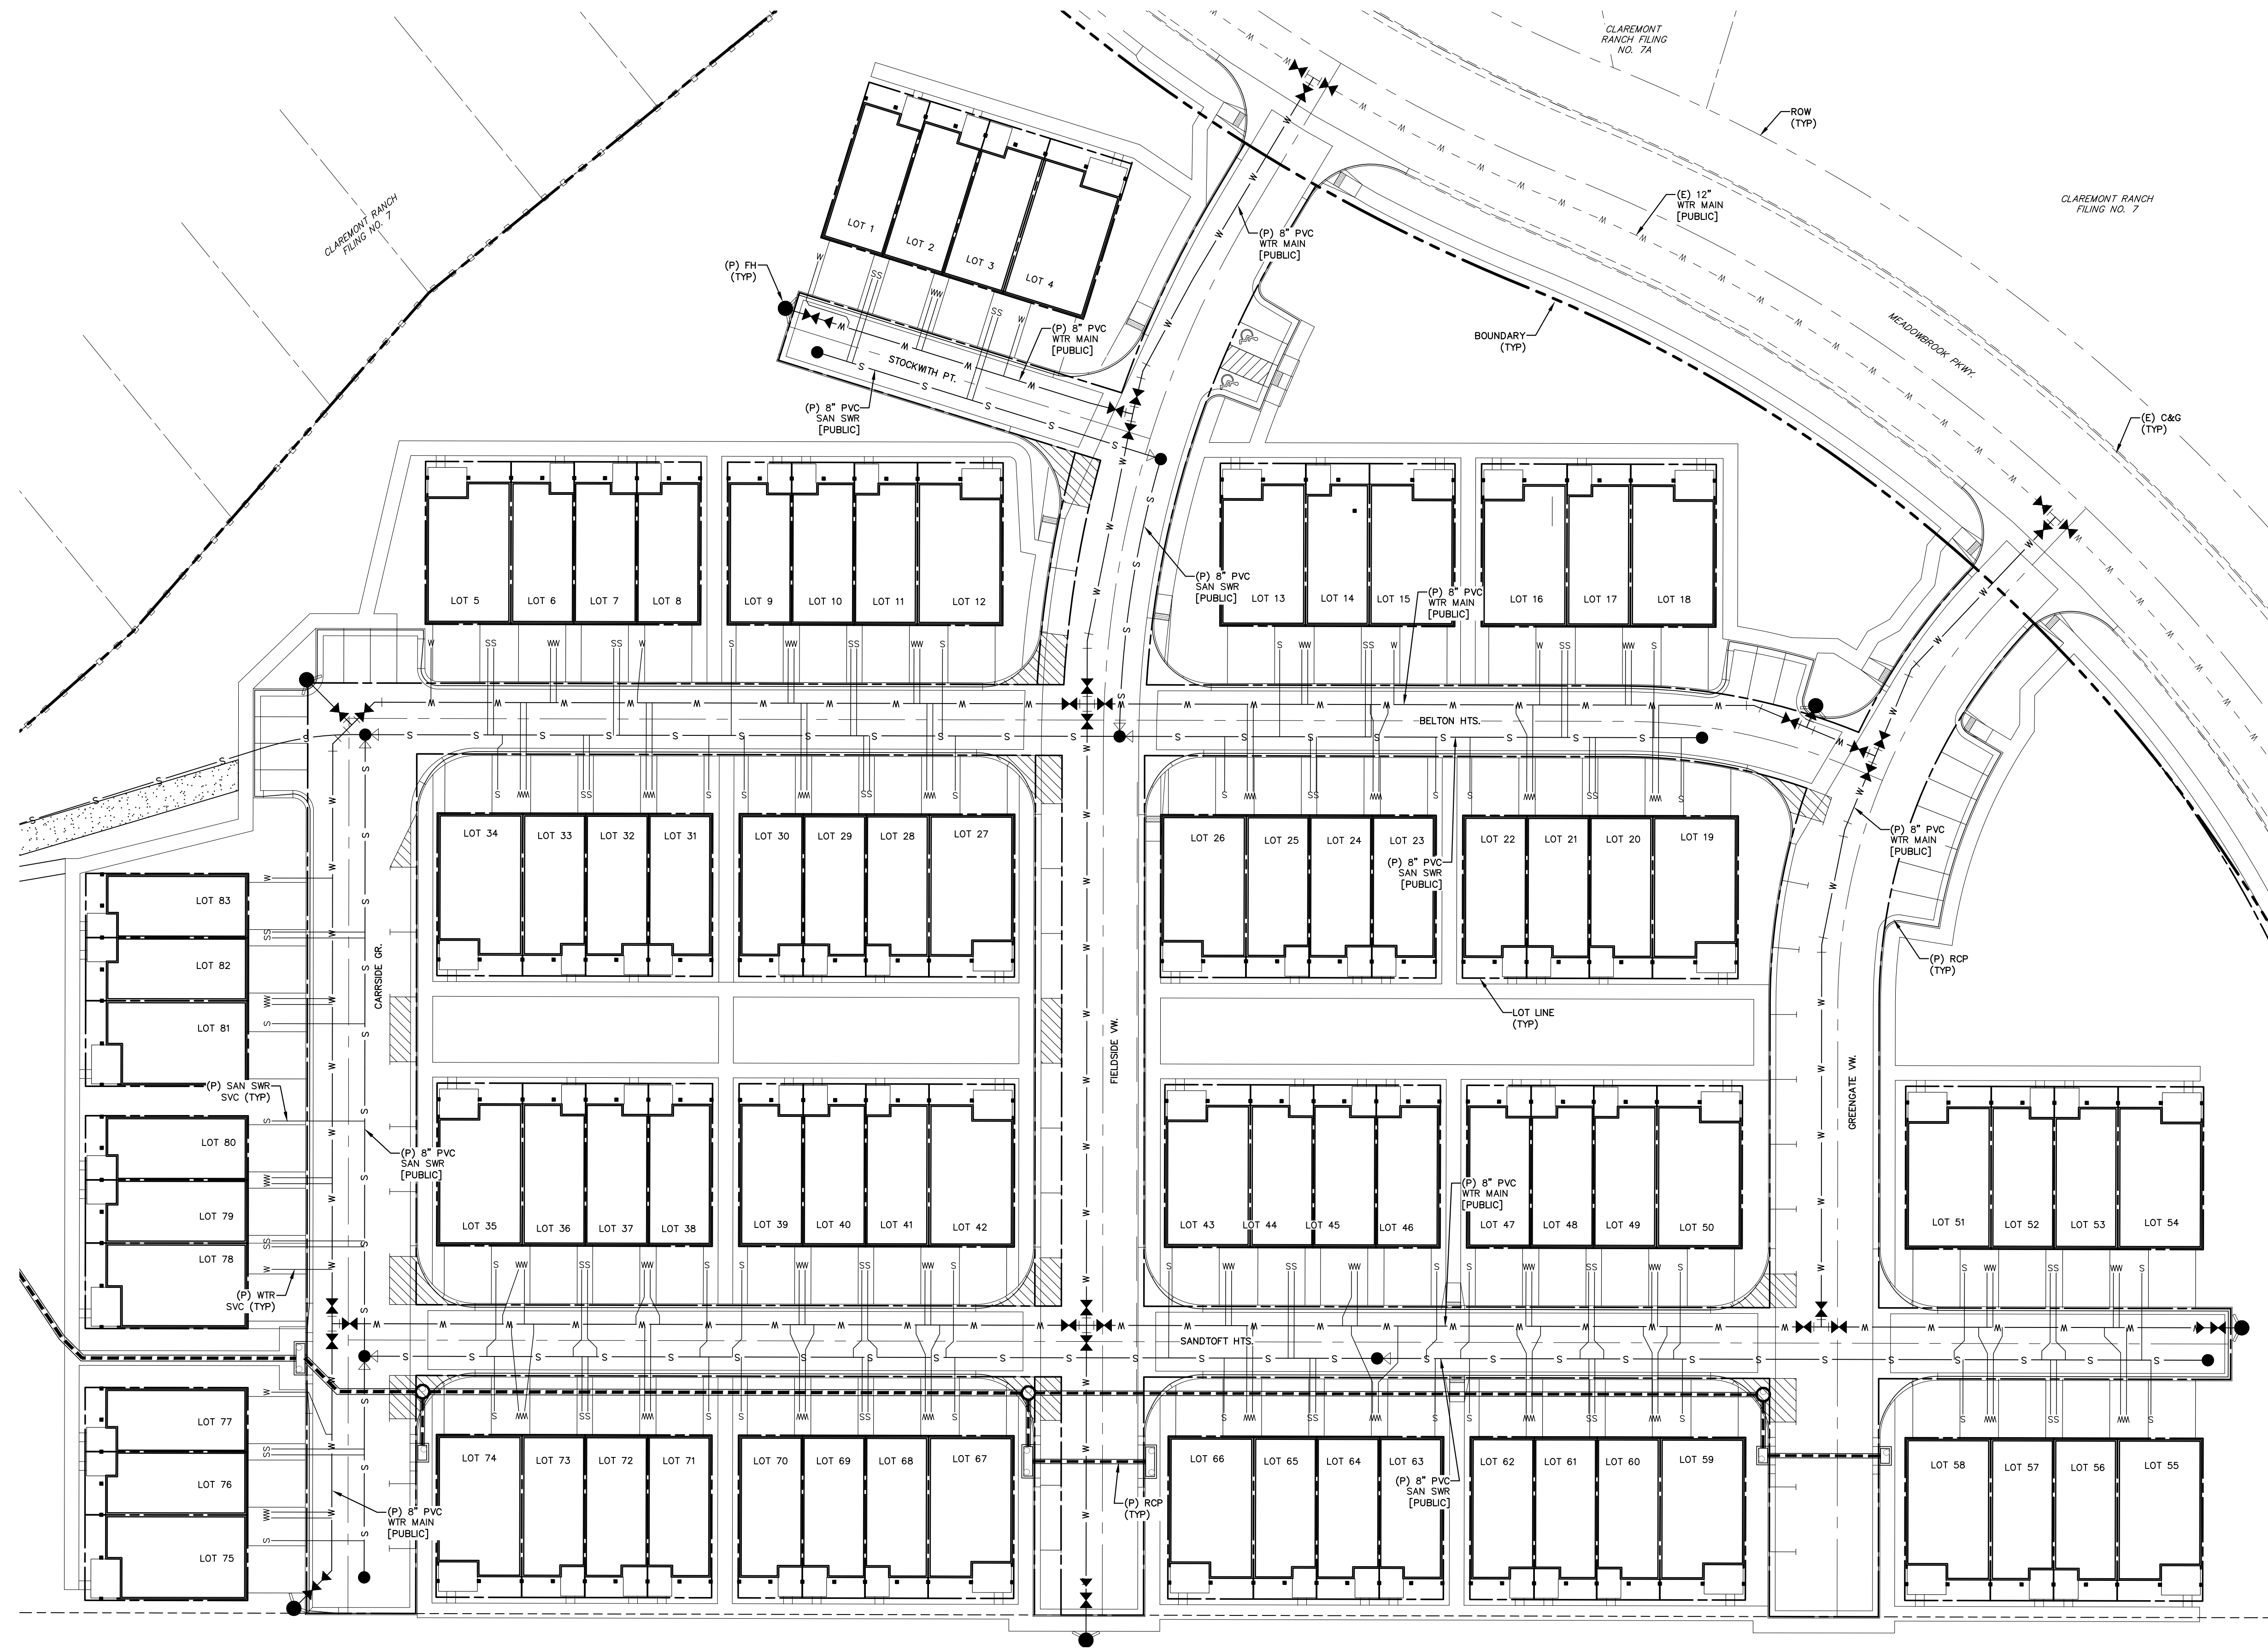 CLAREMONT
RANCH FILING
NO. 7A
ROW
(TYP)
CLAREMONT RANCH
FILING NO. 7
(E) 12"
WTR MAIN
[PUBLIC]
CLAREMONT RANCH
FILING NO. 7
(P) 8" PVC
WTR MAIN
[PUBLIC]
LOT 1
LOT 2
LOT 3
LOT 4
(P) FH
(TYP)
(P) 8" PVC
WTR MAIN
[PUBLIC]
BOUNDARY
(TYP)
MEADOWBROOK PKWY.
STOCKWITH PT.
(P) 8" PVC
SAN SWR
[PUBLIC]
(E) C&G
(TYP)
(P) 8" PVC
SAN SWR
[PUBLIC]
(P) 8" PVC
WTR MAIN
[PUBLIC]
LOT 5
LOT 6
LOT 7
LOT 8
LOT 9
LOT 10
LOT 11
LOT 12
LOT 13
LOT 14
LOT 15
LOT 16
LOT 17
LOT 18
BELTON HTS.
LOT 34
LOT 33
LOT 32
LOT 31
LOT 30
LOT 29
LOT 28
LOT 27
LOT 26
LOT 25
LOT 24
LOT 23
LOT 22
LOT 21
LOT 20
LOT 19
(P) 8" PVC
SAN SWR
[PUBLIC]
(P) 8" PVC
WTR MAIN
[PUBLIC]
LOT 83
LOT 82
LOT 81
CARRSIDE GR.
(P) RCP
(TYP)
LOT LINE
(TYP)
FIELDSIDE VW.
GREENGATE VW.
(P) SAN SWR
SVC (TYP)
LOT 80
LOT 79
LOT 78
(P) 8" PVC
SAN SWR
[PUBLIC]
(P) 8" PVC
WTR MAIN
[PUBLIC]
LOT 35
LOT 36
LOT 37
LOT 38
LOT 39
LOT 40
LOT 41
LOT 42
LOT 43
LOT 44
LOT 45
LOT 46
LOT 47
LOT 48
LOT 49
LOT 50
LOT 51
LOT 52
LOT 53
LOT 54
(P) WTR
SVC (TYP)
SANDTOFT HTS.
LOT 77
LOT 76
LOT 75
LOT 74
LOT 73
LOT 72
LOT 71
LOT 70
LOT 69
LOT 68
LOT 67
LOT 66
LOT 65
LOT 64
LOT 63
LOT 62
LOT 61
LOT 60
LOT 59
LOT 58
LOT 57
LOT 56
LOT 55
(P) 8" PVC
WTR MAIN
[PUBLIC]
(P) RCP
(TYP)
(P) 8" PVC
SAN SWR
[PUBLIC]